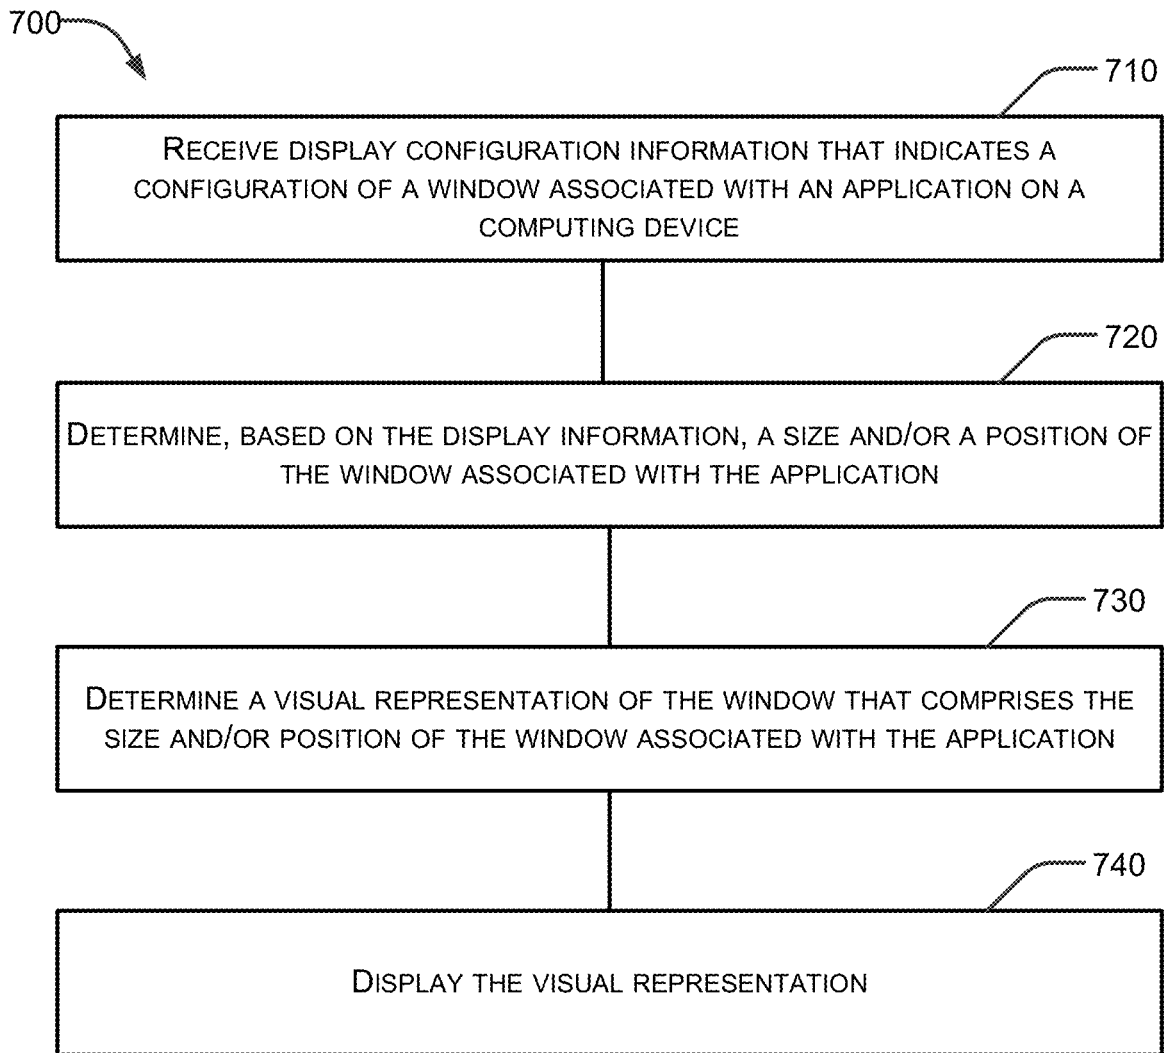 700
710
RECEIVE DISPLAY CONFIGURATION INFORMATION THAT INDICATES A
CONFIGURATION OF A WINDOW ASSOCIATED WITH AN APPLICATION ON A
COMPUTING DEVICE
720
DETERMINE, BASED ON THE DISPLAY INFORMATION, A SIZE AND/OR A POSITION OF
THE WINDOW ASSOCIATED WITH THE APPLICATION
730
DETERMINE A VISUAL REPRESENTATION OF THE WINDOW THAT COMPRISES THE
SIZE AND/OR POSITION OF THE WINDOW ASSOCIATED WITH THE APPLICATION
740
DISPLAY THE VISUAL REPRESENTATION